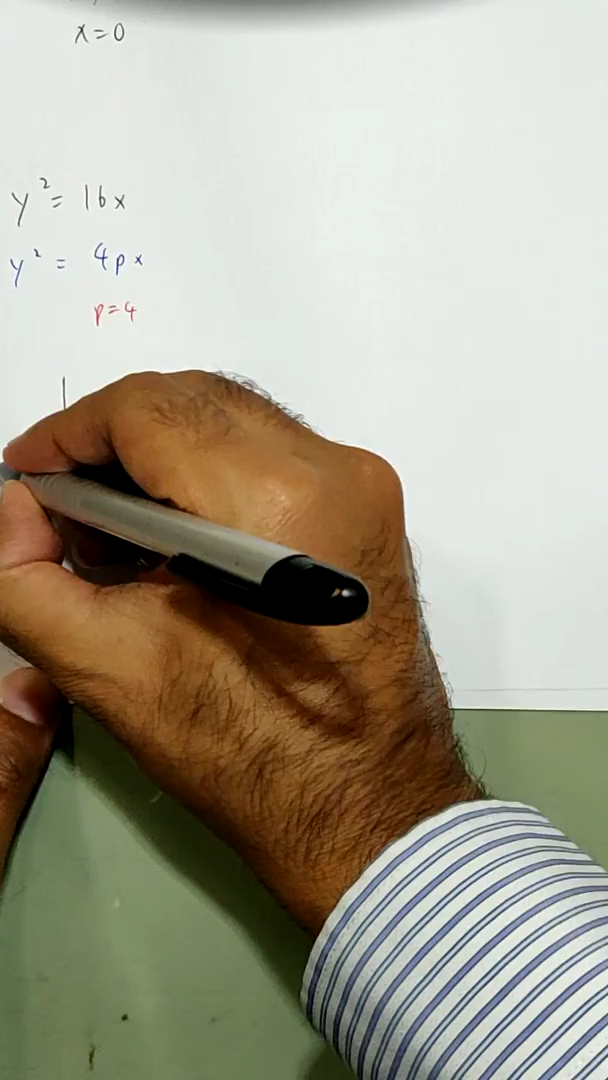 x=0
y² = 16x
y² = 4px
p=4